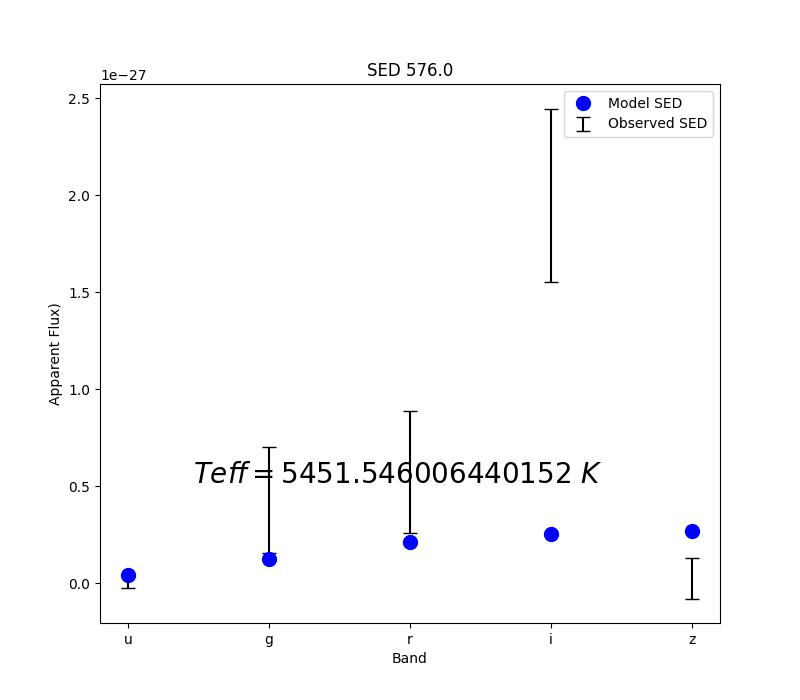 SED 576.0
1e−27
Model SED
Observed SED
2.5
2.0
1.5
1.0
0.5
0.0
Apparent Flux)
Teff = 5451.546006440152 K
u g r i z
Band